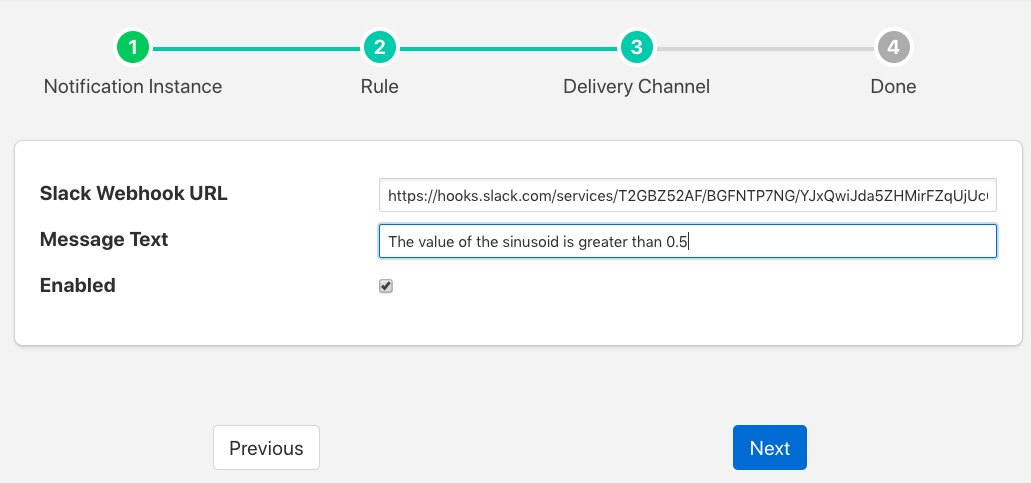 1 2 3 4
Notification Instance Rule Delivery Channel Done
Slack Webhook URL https://hooks.slack.com/services/T2GBZ52AF/BGFNTP7NG/YJxQwiJda5ZHMirFZqUjUc
Message Text The value of the sinusoid is greater than 0.5
Enabled
Previous Next